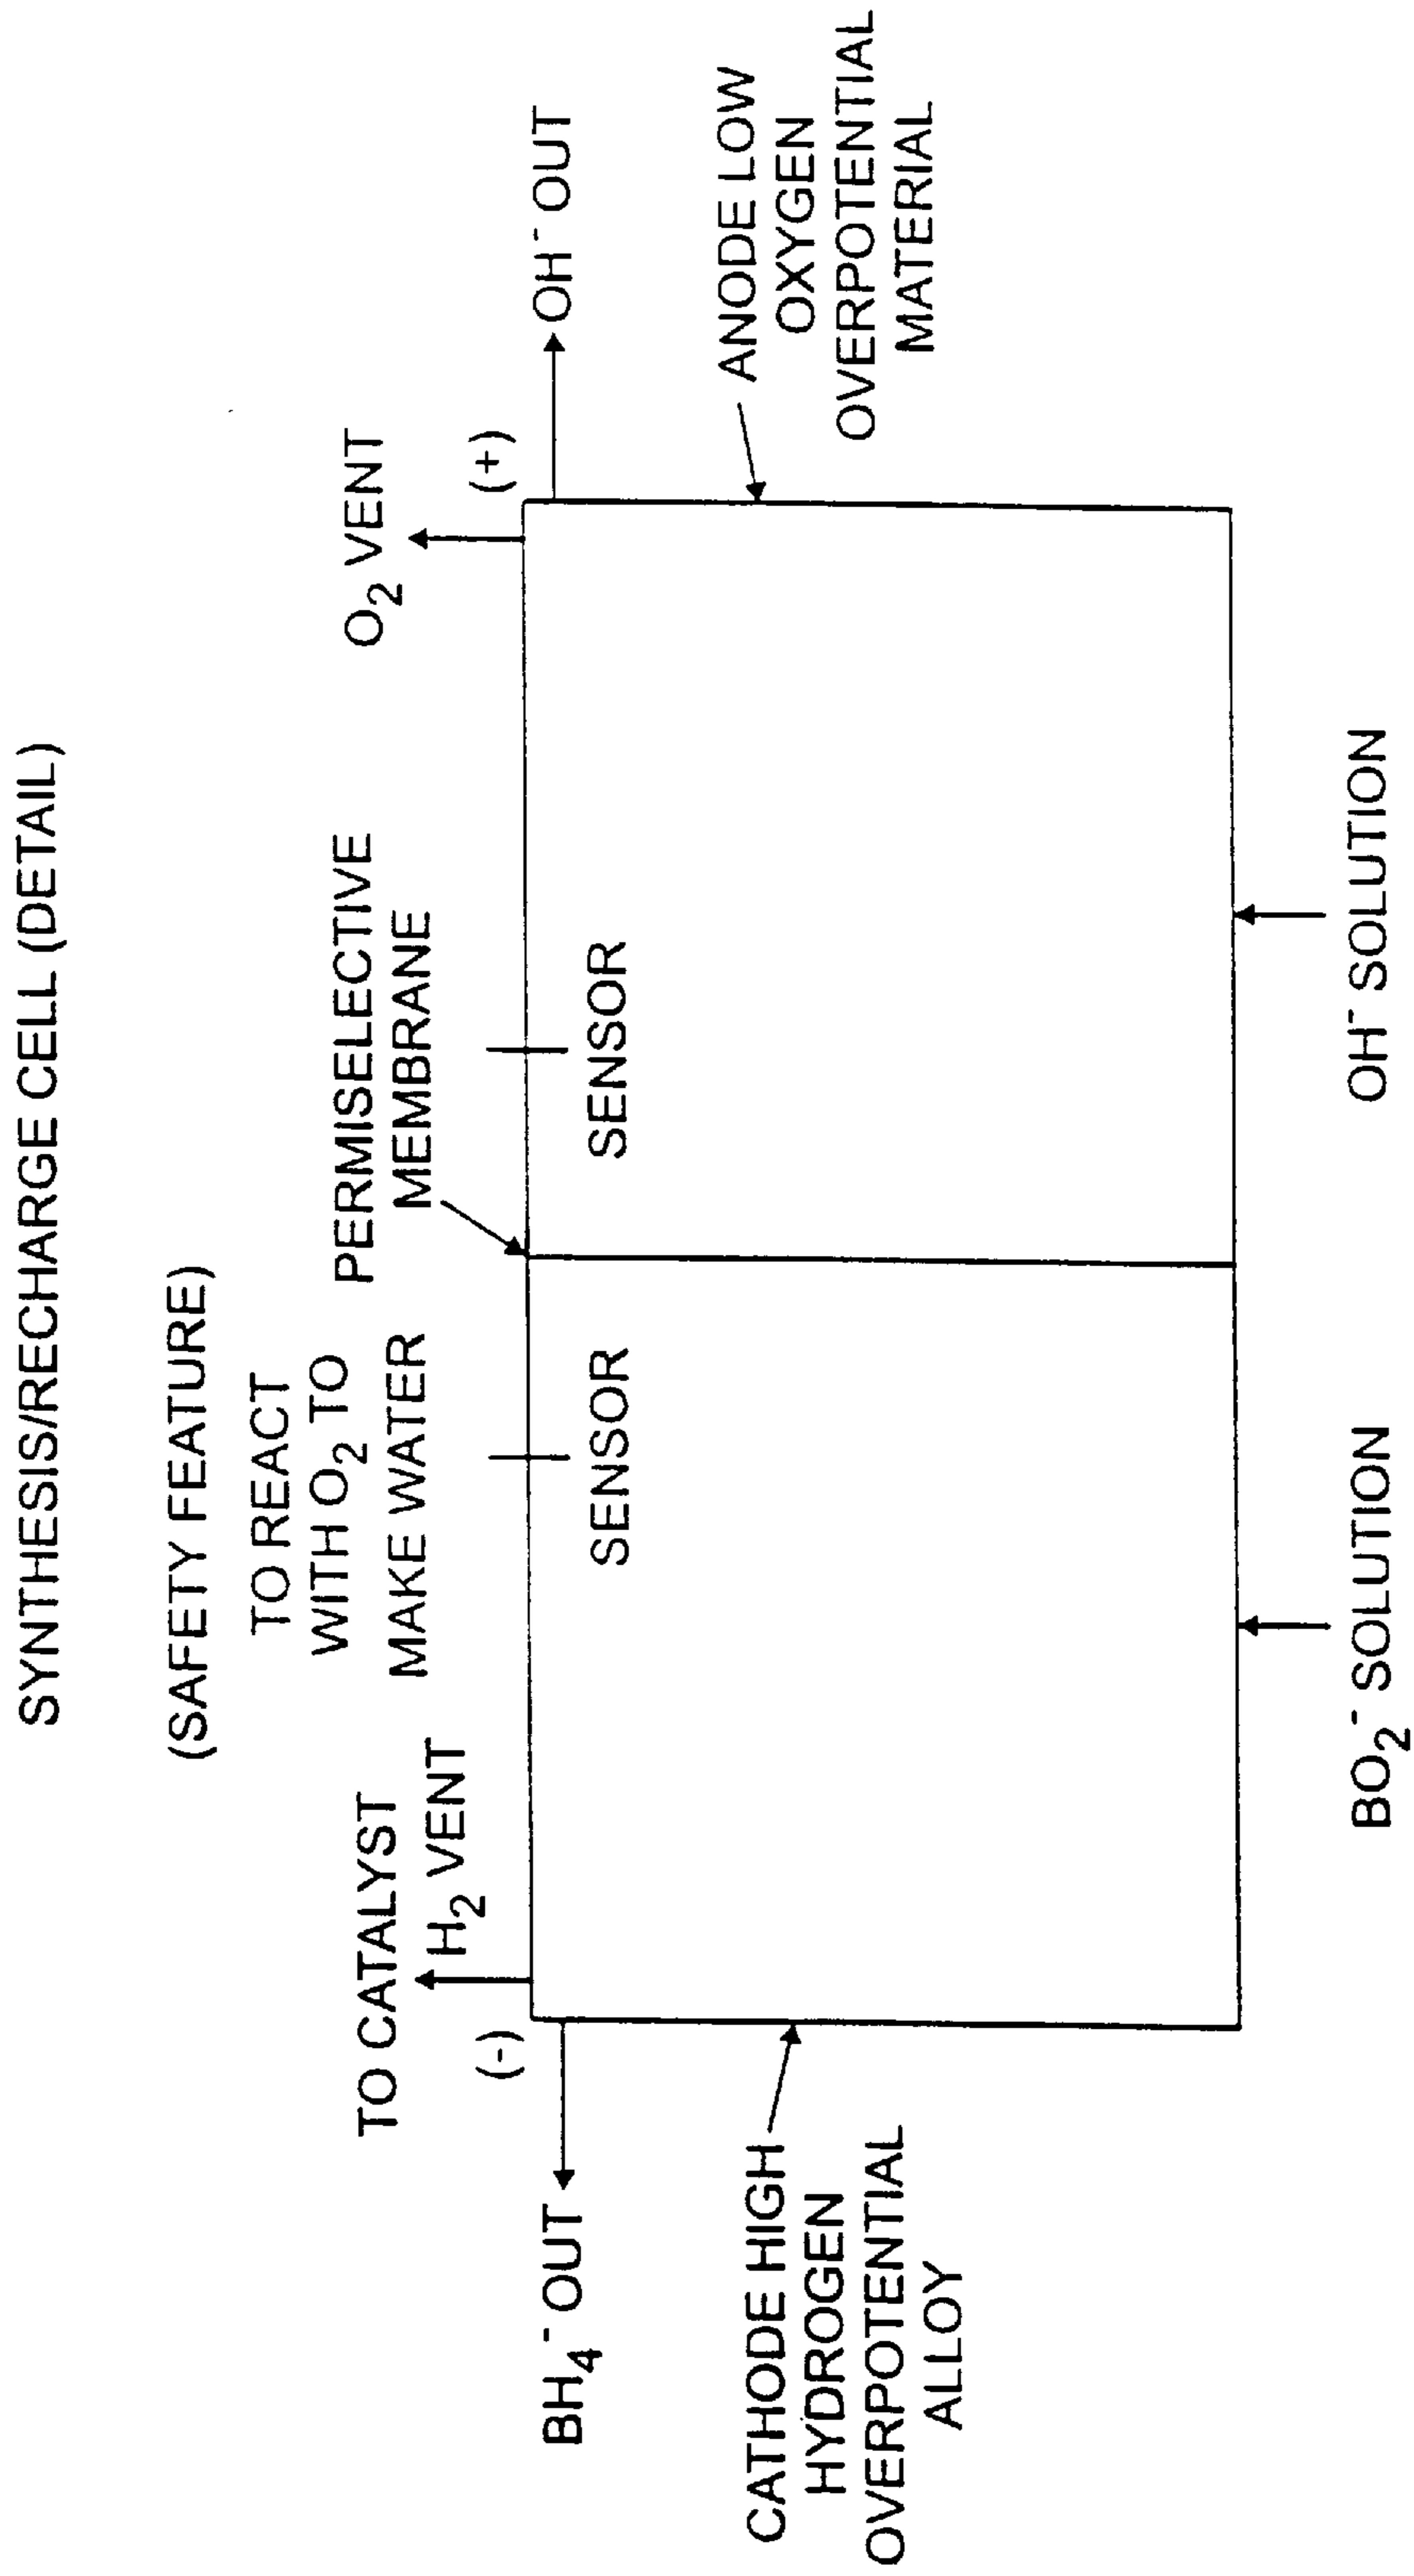 SYNTHESIS/RECHARGE CELL (DETAIL)
(SAFETY FEATURE)
TO REACT
WITH O2 TO
MAKE WATER
TO CATALYST
H2 VENT
PERMISELECTIVE
MEMBRANE
O2 VENT
(-)
(+)
BH4- OUT
OH- OUT
SENSOR
SENSOR
CATHODE HIGH
HYDROGEN
OVERPOTENTIAL
ALLOY
ANODE LOW
OXYGEN
OVERPOTENTIAL
MATERIAL
BO2- SOLUTION
OH- SOLUTION